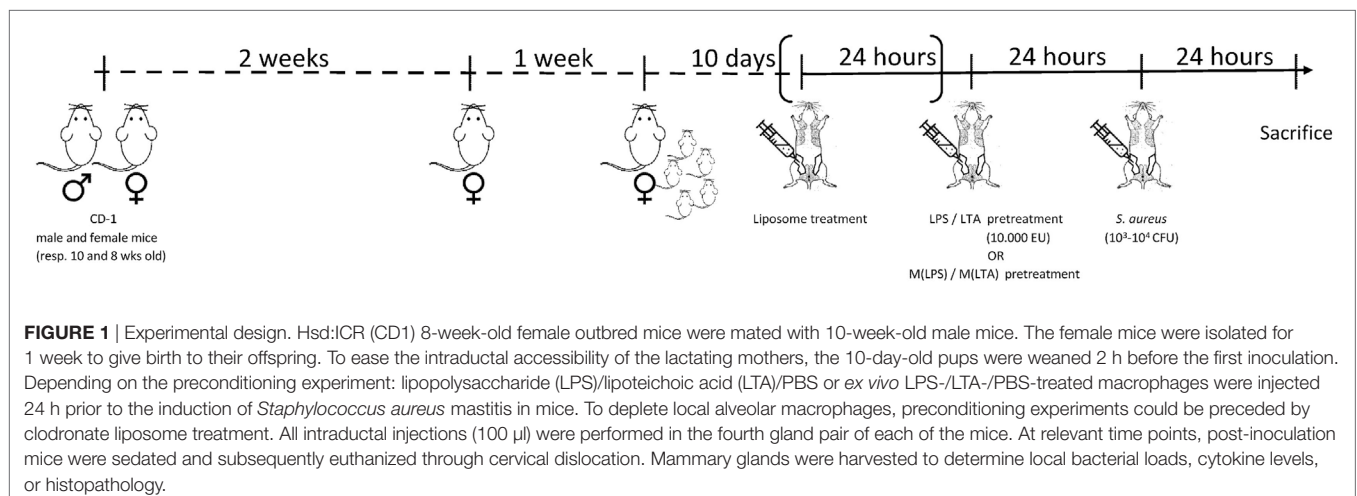 2 weeks
1 week
10 days
24 hours
24 hours
24 hours
Sacrifice
♂ ♀
♀
♀
CD-1
male and female mice
(resp. 10 and 8 wks old)
Liposome treatment
LPS / LTA pretreatment
(10.000 EU)
OR
M(LPS) / M(LTA) pretreatment
S. aureus
(10³-10⁴ CFU)
FIGURE 1 | Experimental design. Hsd:ICR (CD1) 8-week-old female outbred mice were mated with 10-week-old male mice. The female mice were isolated for
1 week to give birth to their offspring. To ease the intraductal accessibility of the lactating mothers, the 10-day-old pups were weaned 2 h before the first inoculation.
Depending on the preconditioning experiment: lipopolysaccharide (LPS)/lipoteichoic acid (LTA)/PBS or ex vivo LPS-/LTA-/PBS-treated macrophages were injected
24 h prior to the induction of Staphylococcus aureus mastitis in mice. To deplete local alveolar macrophages, preconditioning experiments could be preceded by
clodronate liposome treatment. All intraductal injections (100 µl) were performed in the fourth gland pair of each of the mice. At relevant time points, post-inoculation
mice were sedated and subsequently euthanized through cervical dislocation. Mammary glands were harvested to determine local bacterial loads, cytokine levels,
or histopathology.